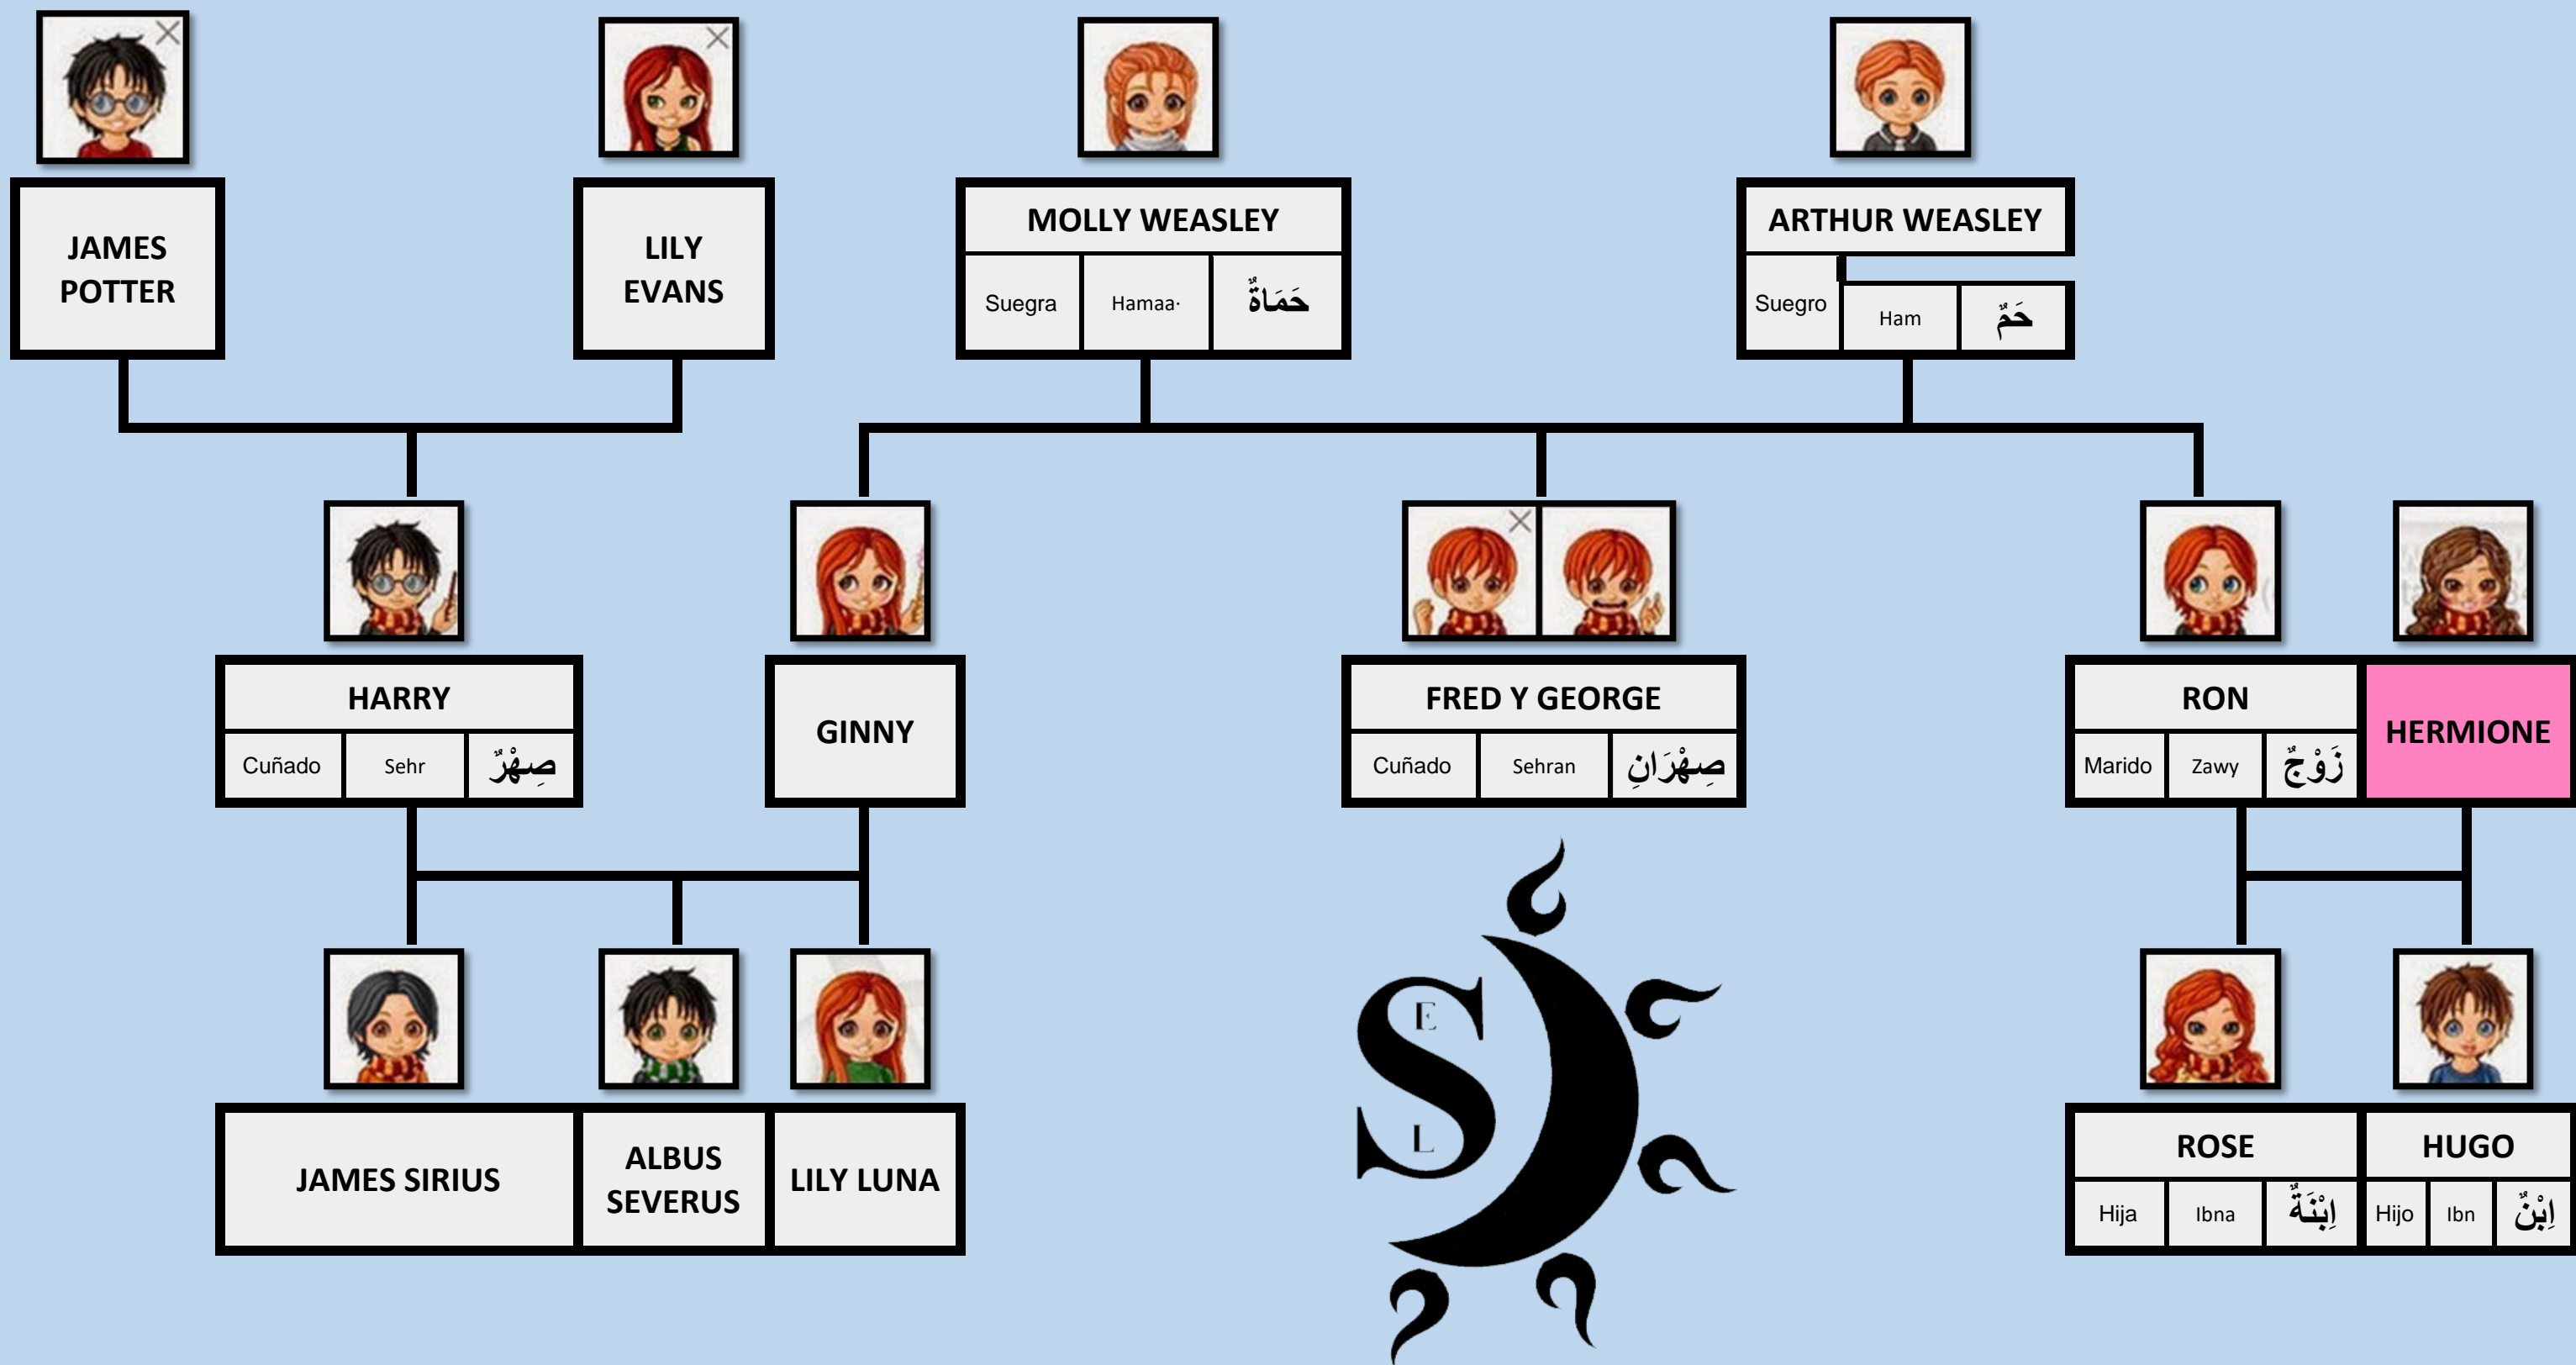 JAMES
POTTER
LILY
EVANS
MOLLY WEASLEY
Suegra Hamaa· حَمَاةٌ
ARTHUR WEASLEY
Suegro Ham حَمٌ
HARRY
Cuñado Sehr صِهْرٌ
GINNY
FRED Y GEORGE
Cuñado Sehran صِهْرَانِ
RON
Marido Zawy زَوْجٌ
HERMIONE
JAMES SIRIUS
ALBUS
SEVERUS
LILY LUNA
ROSE
Hija Ibna اِبْنَةٌ
HUGO
Hijo Ibn اِبْنٌ
S
E
L